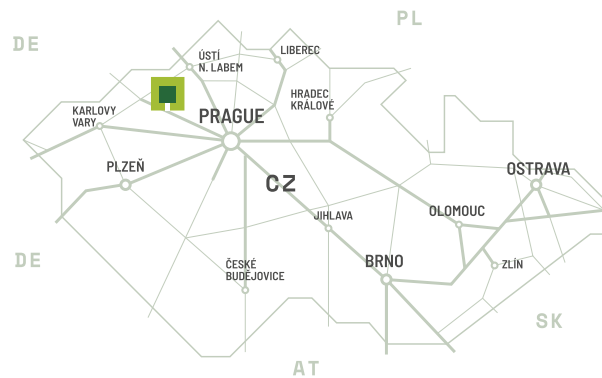 PL
DE
ÚSTÍ
N. LABEM
LIBEREC
HRADEC
KRÁLOVÉ
KARLOVY
VARY
PRAGUE
PLZEŇ
CZ
OSTRAVA
JIHLAVA
OLOMOUC
DE
ČESKÉ
BUDĚJOVICE
BRNO
ZLÍN
SK
AT